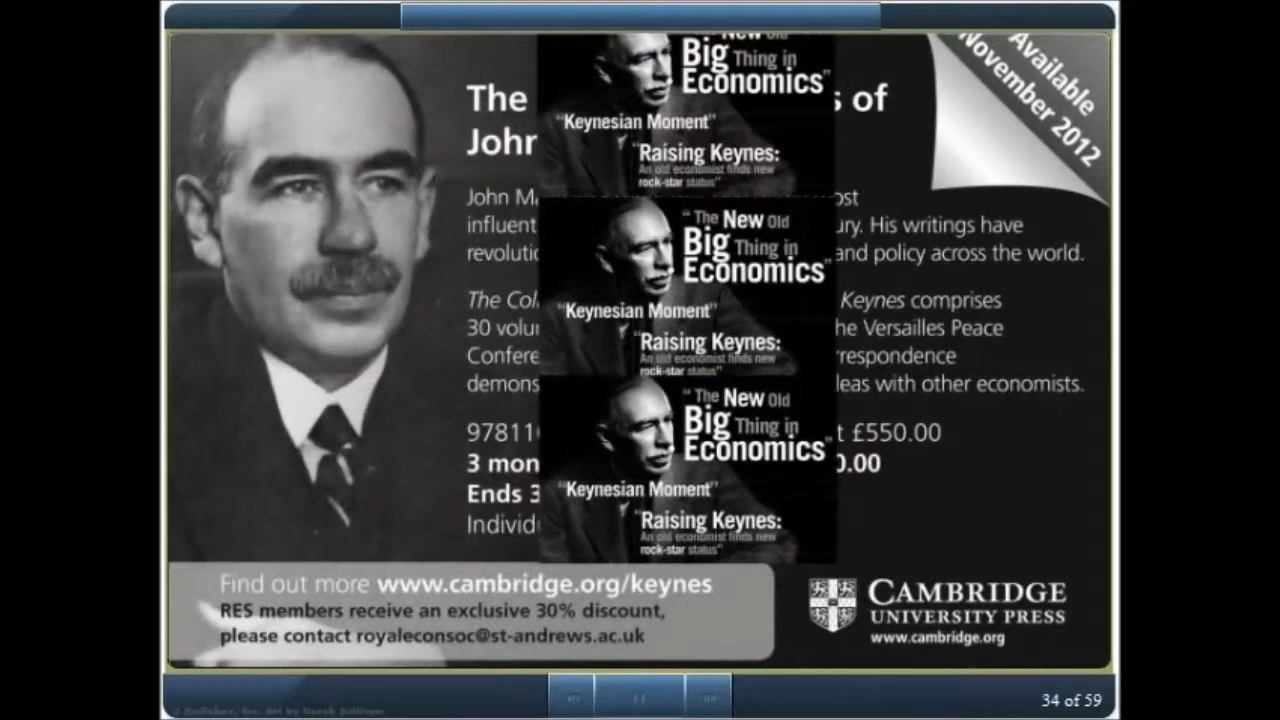 The
s of
John
John Ma
ost
influent
ury. His writings have
revolutio
and policy across the world.
The Col
Keynes comprises
30 volu
he Versailles Peace
Confere
rrespondence
demons
deas with other economists.
97811
t £550.00
3 mon
0.00
Ends 3
Individ
New Old
Big Thing in
Economics"
"Keynesian Moment"
"Raising Keynes:
An old economist finds new
rock-star status"
"The New Old
Big Thing in
Economics"
"Keynesian Moment"
"Raising Keynes:
An old economist finds new
rock-star status"
"The New Old
Big Thing in
Economics"
"Keynesian Moment"
"Raising Keynes:
An old economist finds new
rock-star status"
Available
November 2012
Find out more www.cambridge.org/keynes
RES members receive an exclusive 30% discount,
please contact royaleconsoc@st-andrews.ac.uk
CAMBRIDGE
UNIVERSITY PRESS
www.cambridge.org
34 of 59